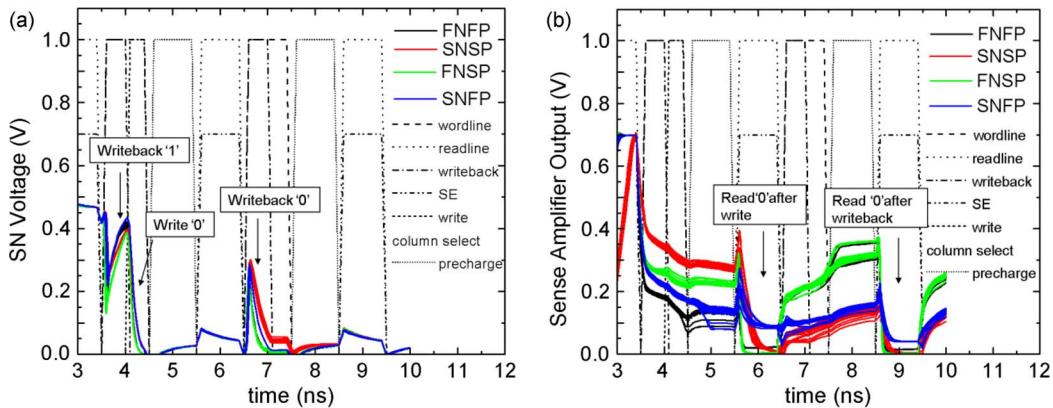 (a)
1.0
0.8
0.6
0.4
0.2
0.0
SN Voltage (V)
3 4 5 6 7 8 9 10 11 12
time (ns)
Writeback '1'
Write '0'
Writeback '0'
FNFP
SNSP
FNSP
SNFP
wordline
readline
writeback
SE
write
column select
precharge
(b)
1.0
0.8
0.6
0.4
0.2
0.0
Sense Amplifier Output (V)
3 4 5 6 7 8 9 10 11 12
time (ns)
Read '0' after
write
Read '0' after
writeback
FNFP
SNSP
FNSP
SNFP
wordline
readline
writeback
SE
write
column select
precharge